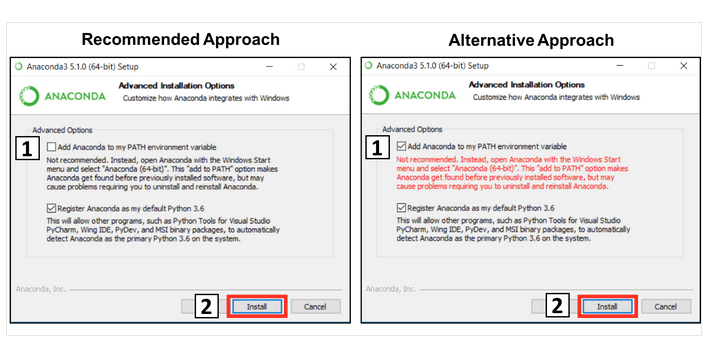 Recommended Approach
Anaconda3 5.1.0 (64-bit) Setup
ANACONDA
Advanced Installation Options
Customize how Anaconda integrates with Windows
Advanced Options
1
Add Anaconda to my PATH environment variable
Not recommended. Instead, open Anaconda with the Windows Start
menu and select "Anaconda (64-bit)". This "add to PATH" option makes
Anaconda get found before previously installed software, but may
cause problems requiring you to uninstall and reinstall Anaconda.
Register Anaconda as my default Python 3.6
This will allow other programs, such as Python Tools for Visual Studio
PyCharm, Wing IDE, PyDev, and MSI binary packages, to automatically
detect Anaconda as the primary Python 3.6 on the system.
Anaconda, Inc.
2
Install
Cancel
Alternative Approach
Anaconda3 5.1.0 (64-bit) Setup
ANACONDA
Advanced Installation Options
Customize how Anaconda integrates with Windows
Advanced Options
1
Add Anaconda to my PATH environment variable
Not recommended. Instead, open Anaconda with the Windows Start
menu and select "Anaconda (64-bit)". This "add to PATH" option makes
Anaconda get found before previously installed software, but may
cause problems requiring you to uninstall and reinstall Anaconda.
Register Anaconda as my default Python 3.6
This will allow other programs, such as Python Tools for Visual Studio
PyCharm, Wing IDE, PyDev, and MSI binary packages, to automatically
detect Anaconda as the primary Python 3.6 on the system.
Anaconda, Inc.
2
Install
Cancel